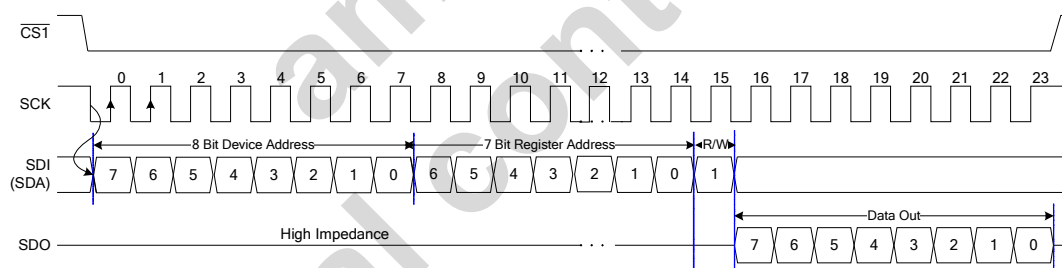 CS1
0 1 2 3 4 5 6 7 8 9 10 11 12 13 14 15 16 17 18 19 20 21 22 23
SCK
8 Bit Device Address 7 Bit Register Address R/W
SDI
(SDA)
7 6 5 4 3 2 1 0 6 5 4 3 2 1 0 1
Data Out
SDO High Impedance
7 6 5 4 3 2 1 0